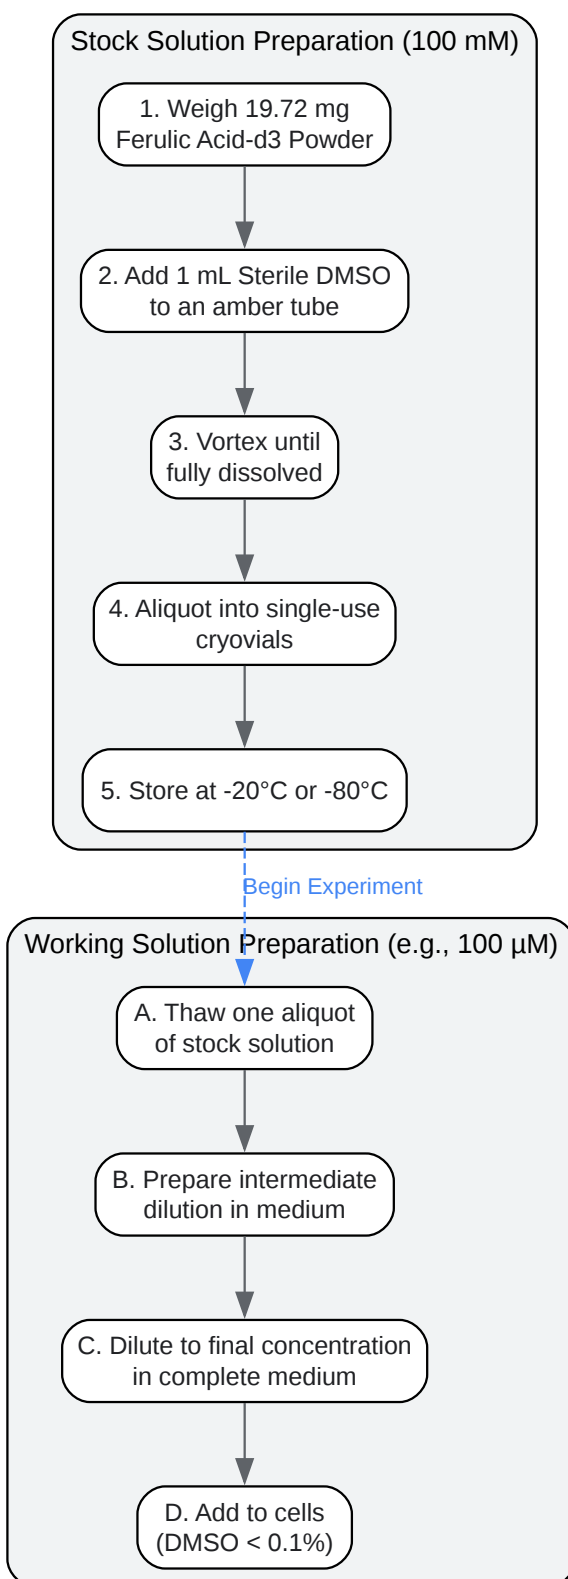 Stock Solution Preparation (100 mM)
1. Weigh 19.72 mg
Ferulic Acid-d3 Powder
2. Add 1 mL Sterile DMSO
to an amber tube
3. Vortex until
fully dissolved
4. Aliquot into single-use
cryovials
5. Store at -20°C or -80°C
Begin Experiment
Working Solution Preparation (e.g., 100 µM)
A. Thaw one aliquot
of stock solution
B. Prepare intermediate
dilution in medium
C. Dilute to final concentration
in complete medium
D. Add to cells
(DMSO < 0.1%)